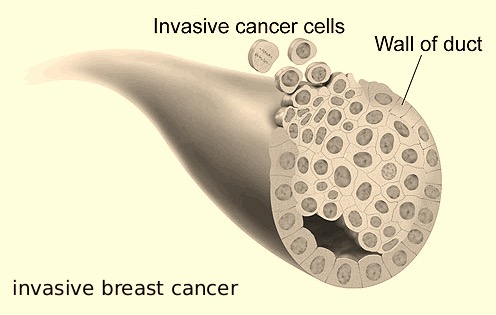 Invasive cancer cells
Wall of duct
invasive breast cancer